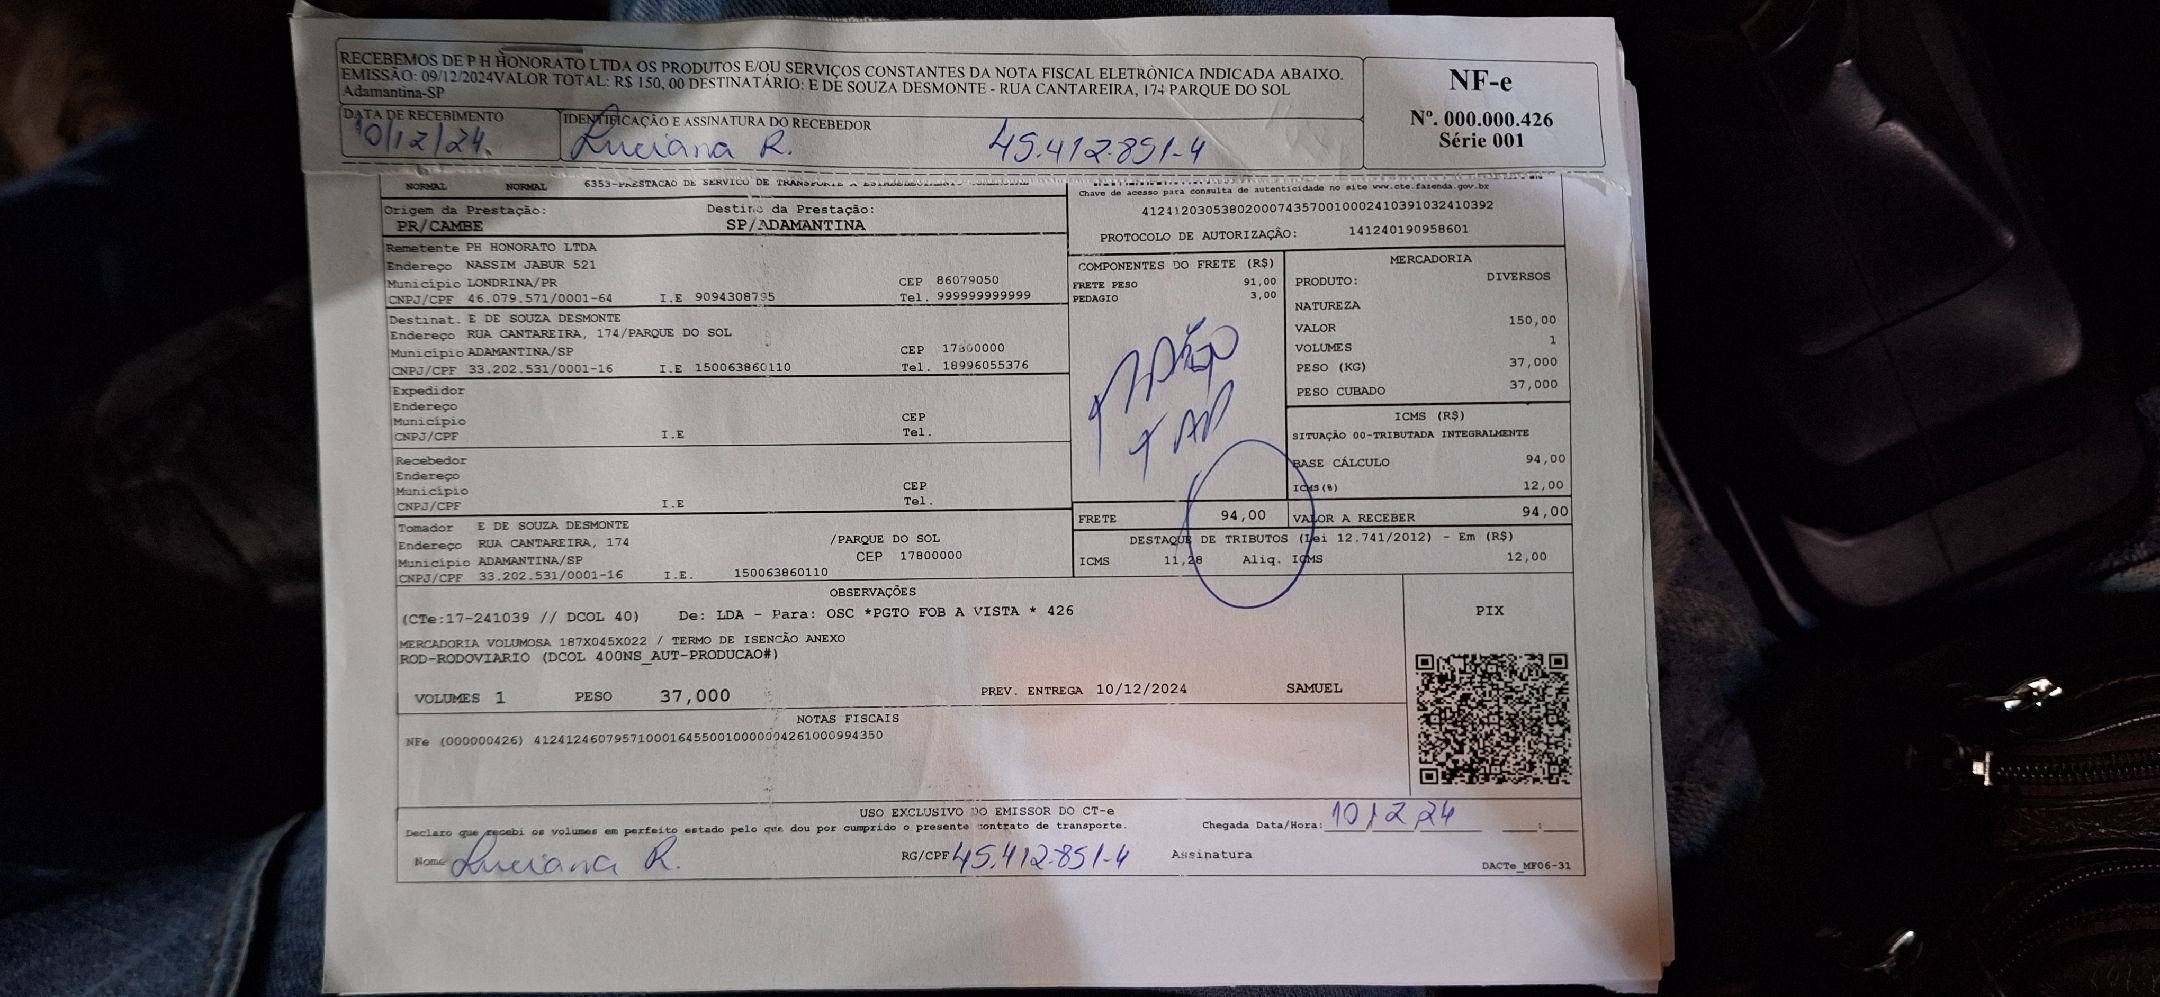 RECEBEMOS DE P H HONORATO LTDA OS PRODUTOS E/OU SERVIÇOS CONSTANTES DA NOTA FISCAL ELETRÔNICA INDICADA ABAIXO.
EMISSÃO: 09/12/2024VALOR TOTAL: R$ 150, 00 DESTINATÁRIO: E DE SOUZA DESMONTE - RUA CANTAREIRA, 174 PARQUE DO SOL
Adamantina-SP
DATA DE RECEBIMENTO
10/12/24.
IDENTIFICAÇÃO E ASSINATURA DO RECEBEDOR
Luciana R. 45.412.851-4
NF-e
Nº. 000.000.426
Série 001
NORMAL NORMAL 6353-PRESTACAO DE SERVICO DE TRANSPORTE A ESTABELECIMENTO
Origem da Prestação: Destino da Prestação:
PR/CAMBE SP/ADAMANTINA
Remetente PH HONORATO LTDA
Endereço NASSIM JABUR 521
Município LONDRINA/PR CEP 86079050
CNPJ/CPF 46.079.571/0001-64 I.E 9094308795 Tel. 999999999999
Destinat. E DE SOUZA DESMONTE
Endereço RUA CANTAREIRA, 174/PARQUE DO SOL
Município ADAMANTINA/SP CEP 17800000
CNPJ/CPF 33.202.531/0001-16 I.E 150063860110 Tel. 18996055376
Expedidor
Endereço
Município CEP
CNPJ/CPF I.E Tel.
Recebedor
Endereço
Município CEP
CNPJ/CPF I.E Tel.
Tomador E DE SOUZA DESMONTE
Endereço RUA CANTAREIRA, 174 /PARQUE DO SOL
Município ADAMANTINA/SP CEP 17800000
CNPJ/CPF 33.202.531/0001-16 I.E. 150063860110
Chave de acesso para consulta de autenticidade no site www.cte.fazenda.gov.br
41241203053802000743570010002410391032410392
PROTOCOLO DE AUTORIZAÇÃO: 141240190958601
COMPONENTES DO FRETE (R$)
FRETE PESO 91,00
PEDAGIO 3,00
FRETE 94,00
MERCADORIA
PRODUTO: DIVERSOS
NATUREZA
VALOR 150,00
VOLUMES 1
PESO (KG) 37,000
PESO CUBADO 37,000
ICMS (R$)
SITUAÇÃO 00-TRIBUTADA INTEGRALMENTE
BASE CÁLCULO 94,00
ICMS(%) 12,00
VALOR A RECEBER 94,00
DESTAQUE DE TRIBUTOS (Lei 12.741/2012) - Em (R$)
ICMS 11,28 Aliq. ICMS 12,00
OBSERVAÇÕES
(CTe:17-241039 // DCOL 40) De: LDA - Para: OSC *PGTO FOB A VISTA * 426
MERCADORIA VOLUMOSA 187X045X022 / TERMO DE ISENCÃO ANEXO
ROD-RODOVIARIO (DCOL 400NS_AUT-PRODUCAO#)
VOLUMES 1 PESO 37,000 PREV. ENTREGA 10/12/2024 SAMUEL
PIX
NOTAS FISCAIS
NFe (000000426) 41241246079571000164550010000004261000994350
USO EXCLUSIVO DO EMISSOR DO CT-e
Declaro que recebi os volumes em perfeito estado pelo que dou por cumprido o presente contrato de transporte. Chegada Data/Hora: 10/12/24 __:__
Nome Luciana R. RG/CPF 45.412.851-4 Assinatura
DACTe_MF06-31